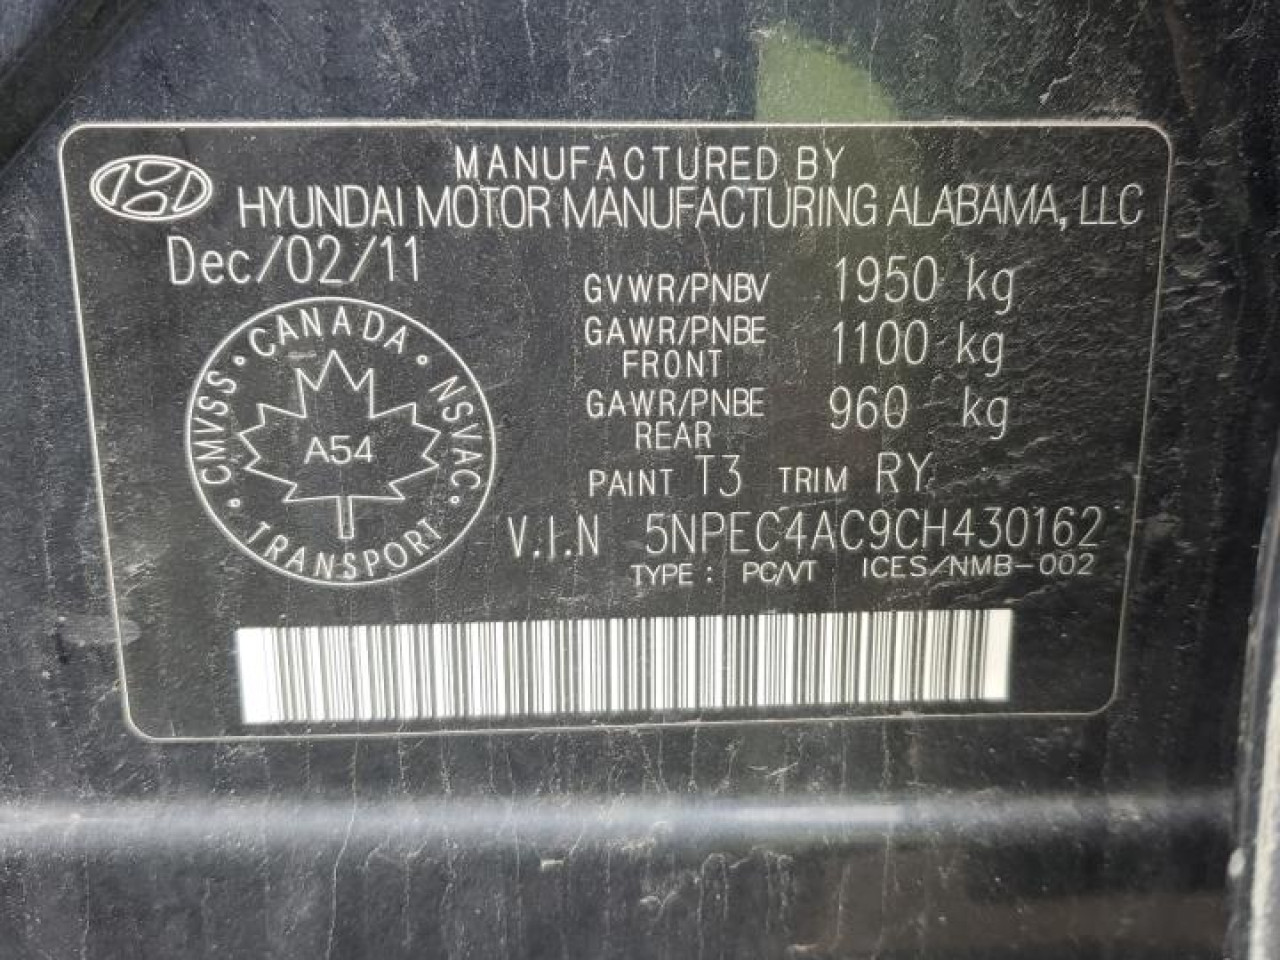 MANUFACTURED BY
HYUNDAI MOTOR MANUFACTURING ALABAMA, LLC
Dec/02/11
GVWR/PNBV 1950 kg
GAWR/PNBE 1100 kg
FRONT
GAWR/PNBE 960 kg
REAR
PAINT T3 TRIM RY
V.I.N 5NPEC4AC9CH430162
TYPE : PC/VT ICES/NMB-002
CMVSS · CANADA · NSVAC ·
TRANSPORT
A54